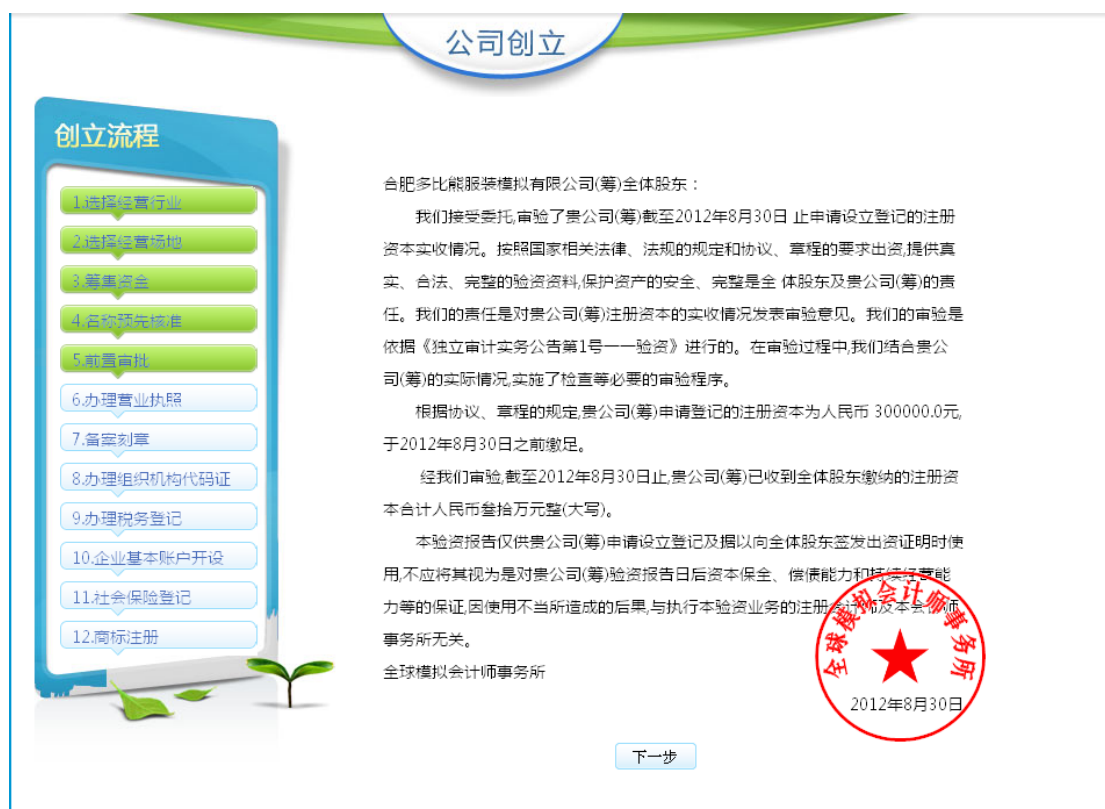 公司创立
创立流程
1.选择经营行业
2.选择经营场地
3.筹集资金
4.名称预先核准
5.前置审批
6.办理营业执照
7.备案刻章
8.办理组织机构代码证
9.办理税务登记
10.企业基本账户开设
11.社会保险登记
12.商标注册
合肥多比熊服装模拟有限公司(筹)全体股东：
我们接受委托,审验了贵公司(筹)截至2012年8月30日 止申请设立登记的注册
资本实收情况。按照国家相关法律、法规的规定和协议、章程的要求出资,提供真
实、合法、完整的验资资料,保护资产的安全、完整是全 体股东及贵公司(筹)的责
任。我们的责任是对贵公司(筹)注册资本的实收情况发表审验意见。我们的审验是
依据《独立审计实务公告第1号一一验资》进行的。在审验过程中,我们结合贵公
司(筹)的实际情况,实施了检查等必要的审验程序。
根据协议、章程的规定,贵公司(筹)申请登记的注册资本为人民币 300000.0元,
于2012年8月30日之前缴足。
经我们审验,截至2012年8月30日止,贵公司(筹)已收到全体股东缴纳的注册资
本合计人民币叁拾万元整(大写)。
本验资报告仅供贵公司(筹)申请设立登记及据以向全体股东签发出资证明时使
用,不应将其视为是对贵公司(筹)验资报告日后资本保全、偿债能力和持续经营能
力等的保证,因使用不当所造成的后果,与执行本验资业务的注册会计师及本会计师
事务所无关。
全球模拟会计师事务所
全球模拟会计师事务所
2012年8月30日
下一步